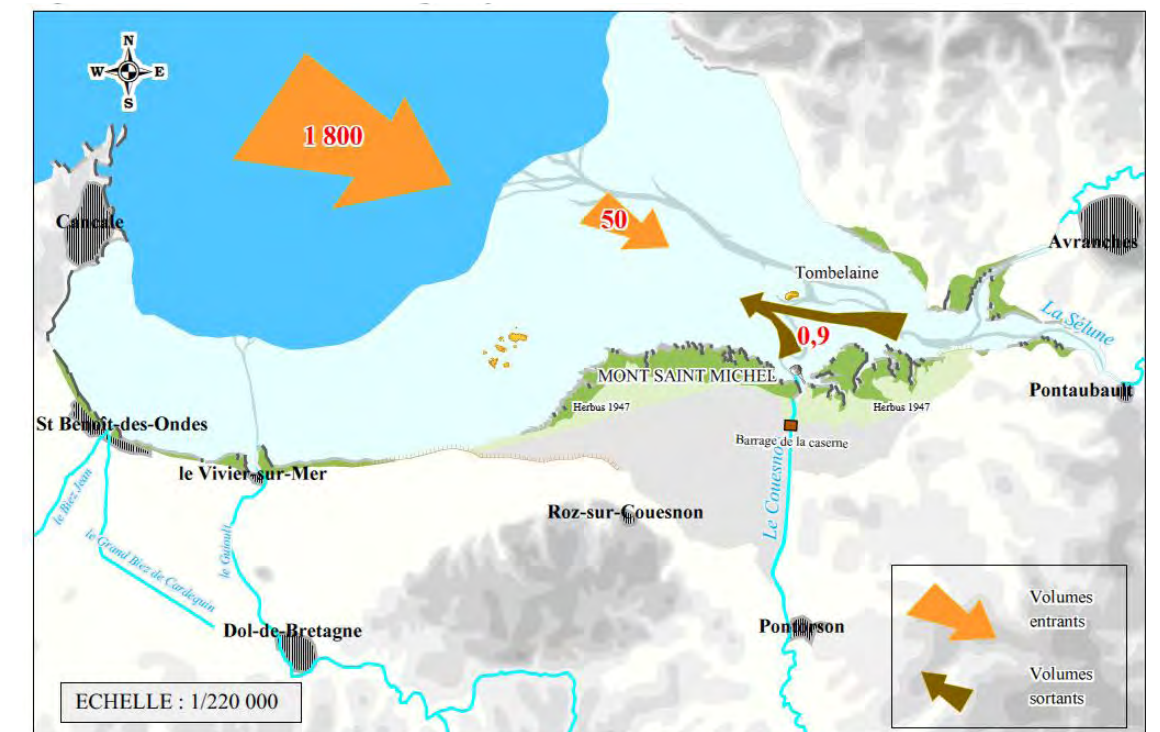 N
W E
S
1 800
Cancale
50
Avranches
Tombelaine
La Sélune
0,9
MONT SAINT MICHEL
Pontaubault
Herbus 1947
Herbus 1947
St Benoît-des-Ondes
Barrage de la caserne
le Vivier-sur-Mer
le Biez Jean
Roz-sur-Couesnon
Le Couesnon
le Grand Biez de Cardequin
le Guioult
Dol-de-Bretagne
Pontorson
Volumes
entrants
Volumes
sortants
ECHELLE : 1/220 000